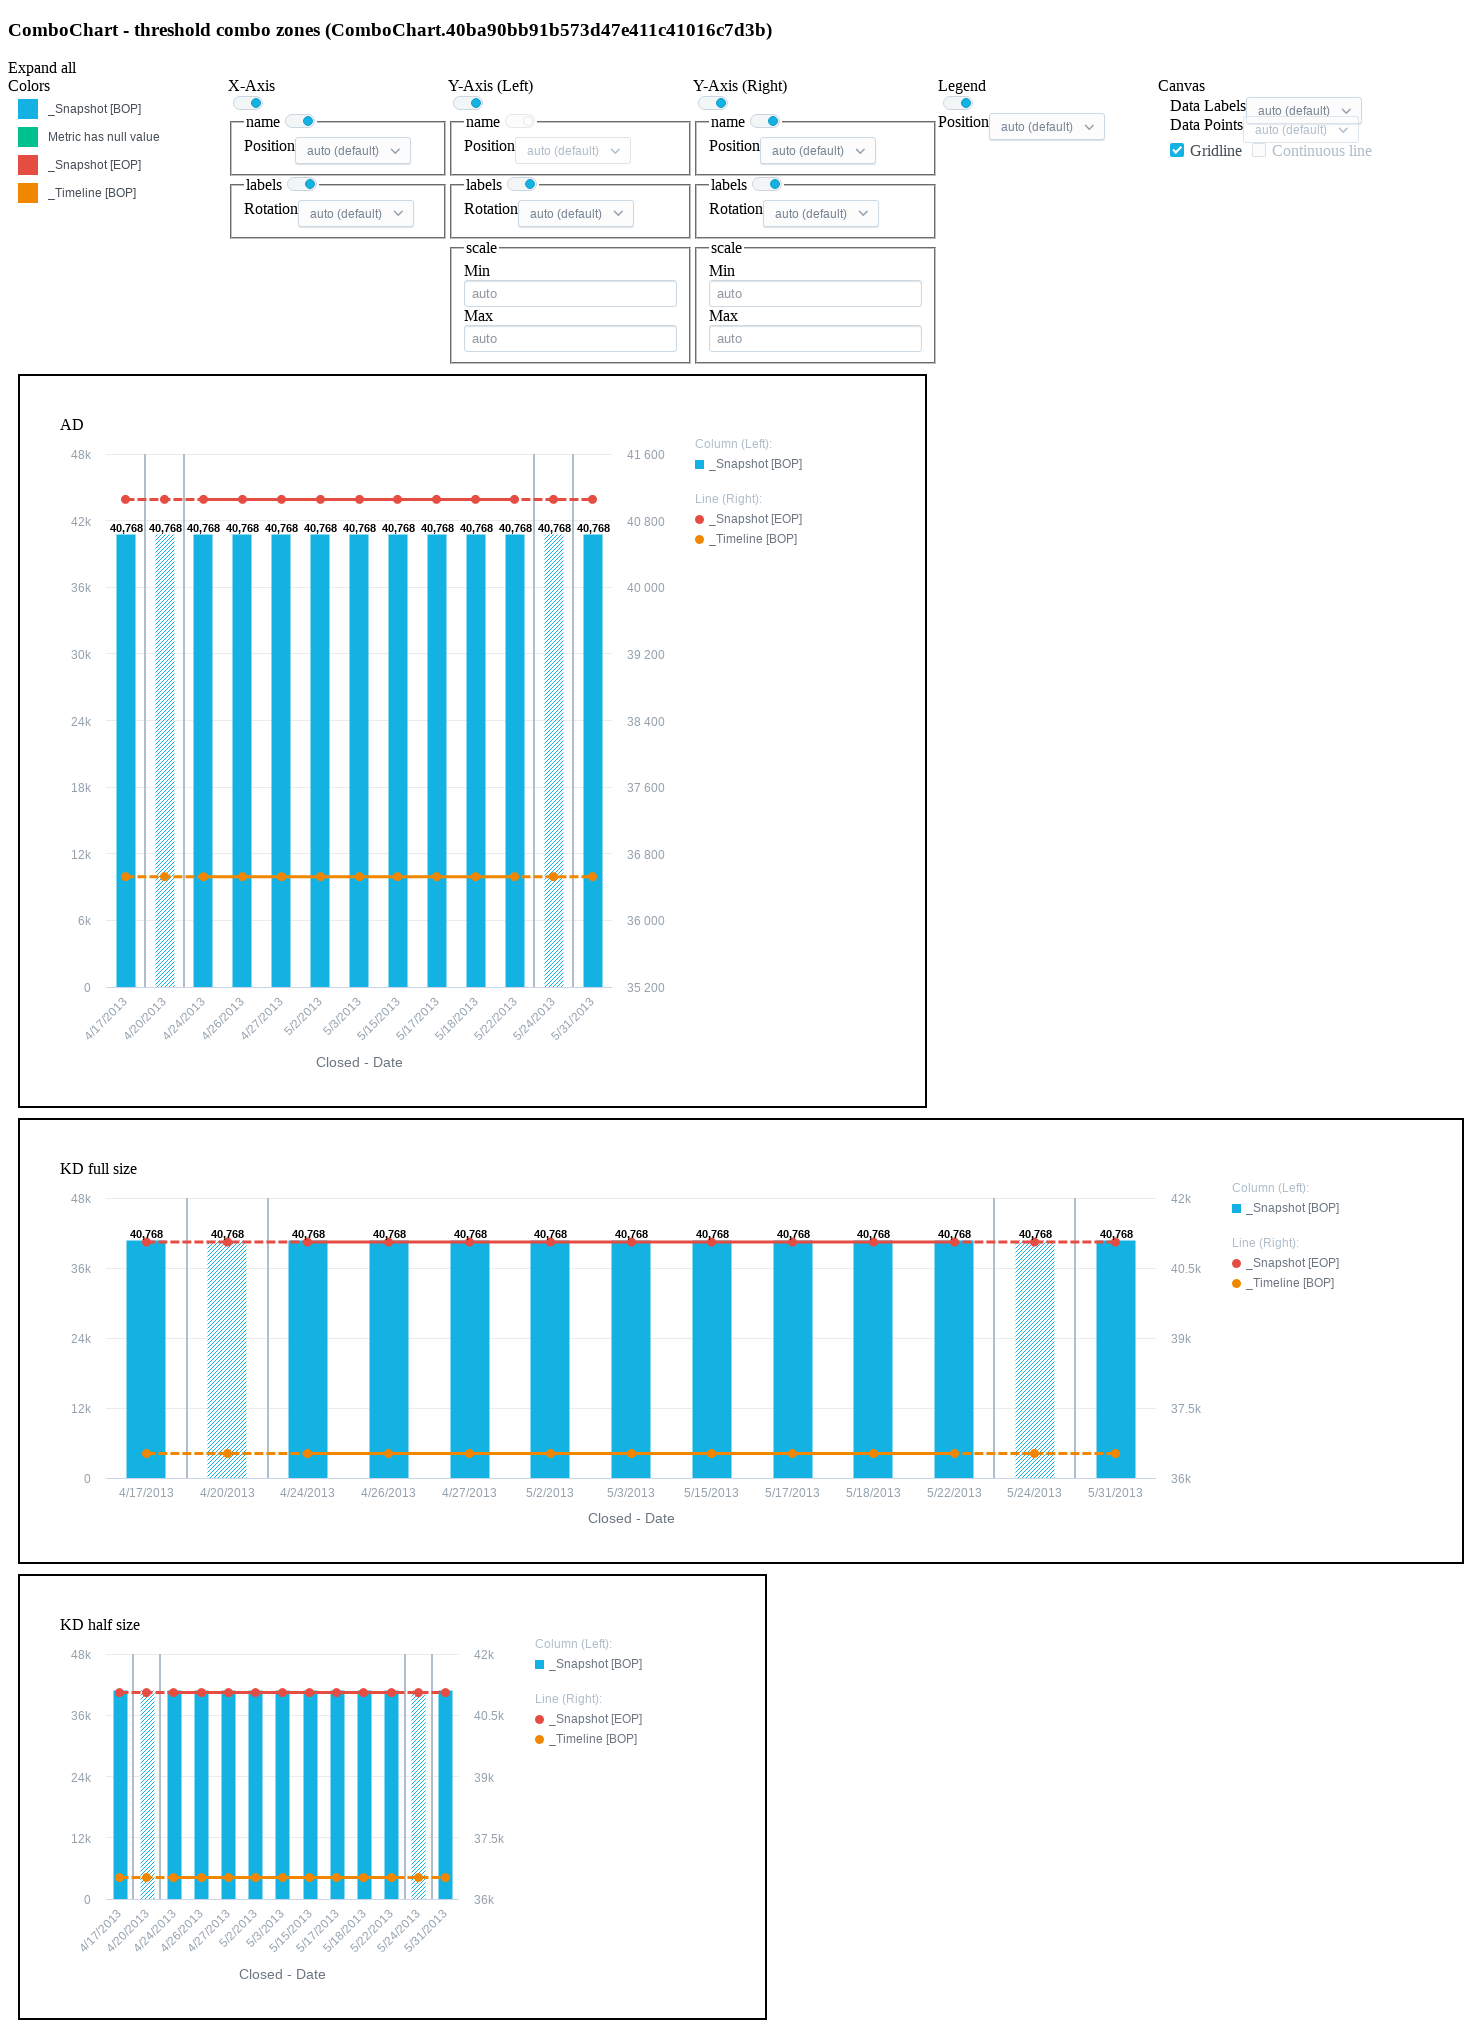 ComboChart - threshold combo zones (ComboChart.40ba90bb91b573d47e411c41016c7d3b)
Expand all
Colors
_Snapshot [BOP]
Metric has null value
_Snapshot [EOP]
_Timeline [BOP]
X-Axis
name
Position auto (default)
labels
Rotation auto (default)
Y-Axis (Left)
name
Position auto (default)
labels
Rotation auto (default)
scale
Min
auto
Max
auto
Y-Axis (Right)
name
Position auto (default)
labels
Rotation auto (default)
scale
Min
auto
Max
auto
Legend
Position auto (default)
Canvas
Data Labels auto (default)
Data Points auto (default)
Gridline Continuous line
AD
48k
42k
36k
30k
24k
18k
12k
6k
0
40,768 40,768 40,768 40,768 40,768 40,768 40,768 40,768 40,768 40,768 40,768 40,768 40,768
41 600
40 800
40 000
39 200
38 400
37 600
36 800
36 000
35 200
4/17/2013 4/20/2013 4/24/2013 4/26/2013 4/27/2013 5/2/2013 5/3/2013 5/15/2013 5/17/2013 5/18/2013 5/22/2013 5/24/2013 5/31/2013
Closed - Date
Column (Left):
_Snapshot [BOP]
Line (Right):
_Snapshot [EOP]
_Timeline [BOP]
KD full size
48k
36k
24k
12k
0
40,768 40,768 40,768 40,768 40,768 40,768 40,768 40,768 40,768 40,768 40,768 40,768 40,768
42k
40.5k
39k
37.5k
36k
4/17/2013 4/20/2013 4/24/2013 4/26/2013 4/27/2013 5/2/2013 5/3/2013 5/15/2013 5/17/2013 5/18/2013 5/22/2013 5/24/2013 5/31/2013
Closed - Date
Column (Left):
_Snapshot [BOP]
Line (Right):
_Snapshot [EOP]
_Timeline [BOP]
KD half size
48k
36k
24k
12k
0
42k
40.5k
39k
37.5k
36k
4/17/2013 4/20/2013 4/24/2013 4/26/2013 4/27/2013 5/2/2013 5/3/2013 5/15/2013 5/17/2013 5/18/2013 5/22/2013 5/24/2013 5/31/2013
Closed - Date
Column (Left):
_Snapshot [BOP]
Line (Right):
_Snapshot [EOP]
_Timeline [BOP]